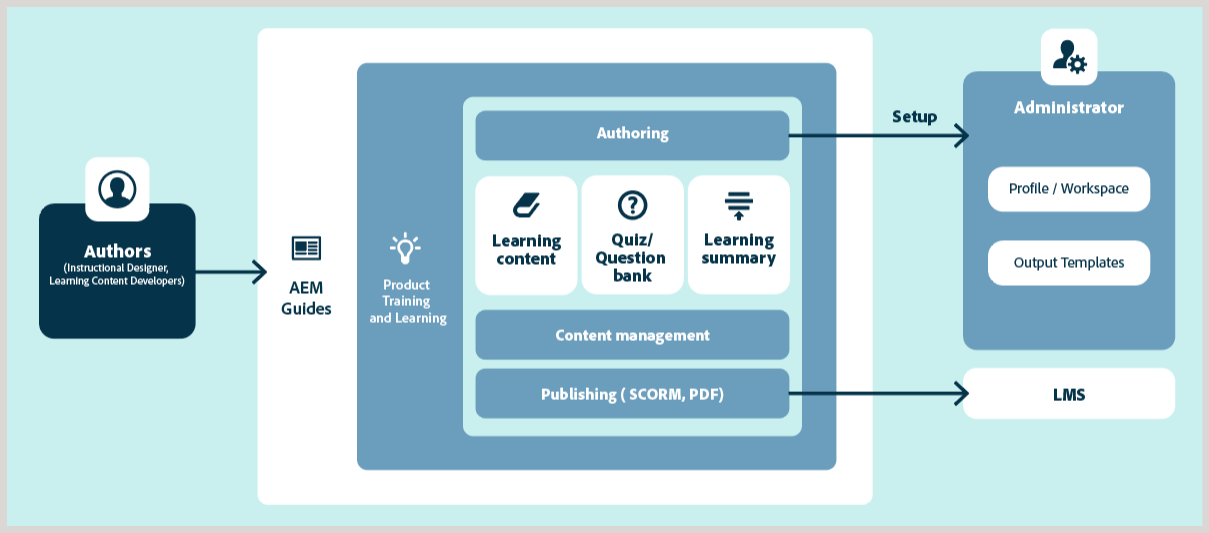 Authors
(Instructional Designer,
Learning Content Developers)
AEM
Guides
Product
Training
and Learning
Authoring
Learning
content
Quiz/
Question
bank
Learning
summary
Content management
Publishing ( SCORM, PDF)
Setup
Administrator
Profile / Workspace
Output Templates
LMS